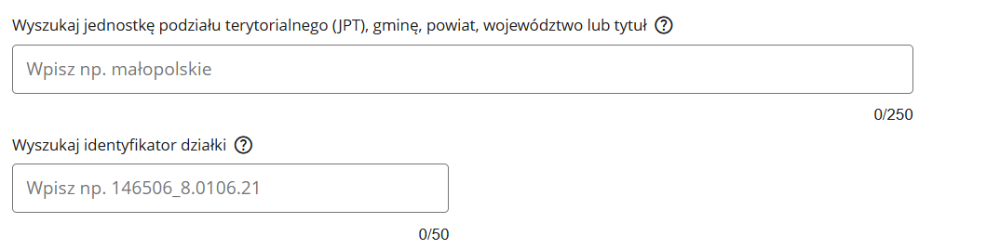 Wyszukaj jednostkę podziału terytorialnego (JPT), gminę, powiat, województwo lub tytuł ?
Wpisz np. małopolskie
0/250
Wyszukaj identyfikator działki ?
Wpisz np. 146506_8.0106.21
0/50